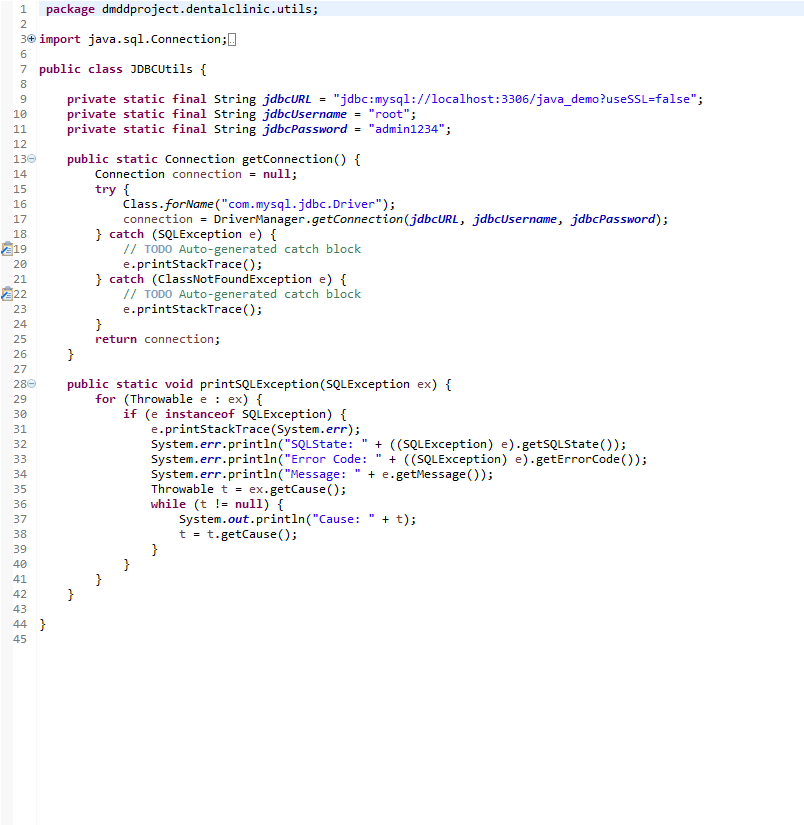 1 package dmddproject.dentalclinic.utils;
2
3 import java.sql.Connection;
6
7 public class JDBCUtils {
8
9 private static final String jdbcURL = "jdbc:mysql://localhost:3306/java_demo?useSSL=false";
10 private static final String jdbcUsername = "root";
11 private static final String jdbcPassword = "admin1234";
12
13 public static Connection getConnection() {
14 Connection connection = null;
15 try {
16 Class.forName("com.mysql.jdbc.Driver");
17 connection = DriverManager.getConnection(jdbcURL, jdbcUsername, jdbcPassword);
18 } catch (SQLException e) {
19 // TODO Auto-generated catch block
20 e.printStackTrace();
21 } catch (ClassNotFoundException e) {
22 // TODO Auto-generated catch block
23 e.printStackTrace();
24 }
25 return connection;
26 }
27
28 public static void printSQLException(SQLException ex) {
29 for (Throwable e : ex) {
30 if (e instanceof SQLException) {
31 e.printStackTrace(System.err);
32 System.err.println("SQLState: " + ((SQLException) e).getSQLState());
33 System.err.println("Error Code: " + ((SQLException) e).getErrorCode());
34 System.err.println("Message: " + e.getMessage());
35 Throwable t = ex.getCause();
36 while (t != null) {
37 System.out.println("Cause: " + t);
38 t = t.getCause();
39 }
40 }
41 }
42 }
43
44 }
45